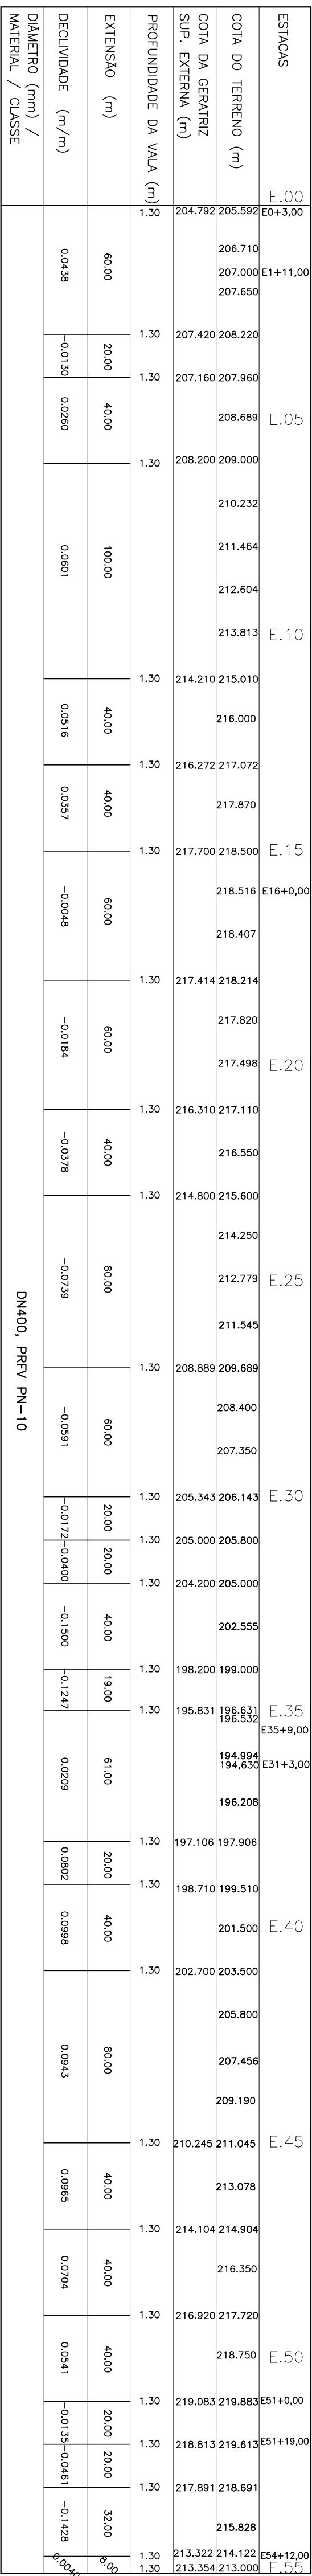 ESTACAS
COTA DO TERRENO (m)
COTA DA GERATRIZ
SUP. EXTERNA (m)
PROFUNDIDADE DA VALA (m)
EXTENSÃO (m)
DECLIVIDADE (m/m)
DIÂMETRO (mm) /
MATERIAL / CLASSE
E.00
1.30 204.792 205.592 E0+3,00
206.710
0.0438 60.00 207.000 E1+11,00
207.650
1.30 207.420 208.220
-0.0130 20.00
1.30 207.160 207.960
0.0260 40.00 208.689 E.05
1.30 208.200 209.000
210.232
0.0601 100.00 211.464
212.604
213.813 E.10
1.30 214.210 215.010
0.0516 40.00 216.000
1.30 216.272 217.072
0.0357 40.00 217.870
1.30 217.700 218.500 E.15
218.516 E16+0,00
-0.0048 60.00
218.407
1.30 217.414 218.214
217.820
-0.0184 60.00
217.498 E.20
1.30 216.310 217.110
-0.0378 40.00 216.550
1.30 214.800 215.600
214.250
-0.0739 80.00 212.779 E.25
211.545
DN400, PRFV PN-10
1.30 208.889 209.689
208.400
-0.0591 60.00
207.350
1.30 205.343 206.143 E.30
-0.0172 20.00
1.30 205.000 205.800
-0.0400 20.00
1.30 204.200 205.000
-0.1500 40.00 202.555
1.30 198.200 199.000
-0.1247 19.00
1.30 195.831 196.631 E.35
196.532
E35+9,00
194.994
0.0209 61.00 194,630 E31+3,00
196.208
1.30 197.106 197.906
0.0802 20.00
1.30 198.710 199.510
0.0998 40.00 201.500 E.40
1.30 202.700 203.500
205.800
0.0943 80.00 207.456
209.190
1.30 210.245 211.045 E.45
0.0965 40.00 213.078
1.30 214.104 214.904
0.0704 40.00 216.350
1.30 216.920 217.720
0.0541 40.00 218.750 E.50
1.30 219.083 219.883 E51+0,00
-0.0135 20.00
1.30 218.813 219.613 E51+19,00
-0.0461 20.00
1.30 217.891 218.691
-0.1428 32.00 215.828
1.30 213.322 214.122 E54+12,00
8.00
1.30 213.354 213.000 E.55